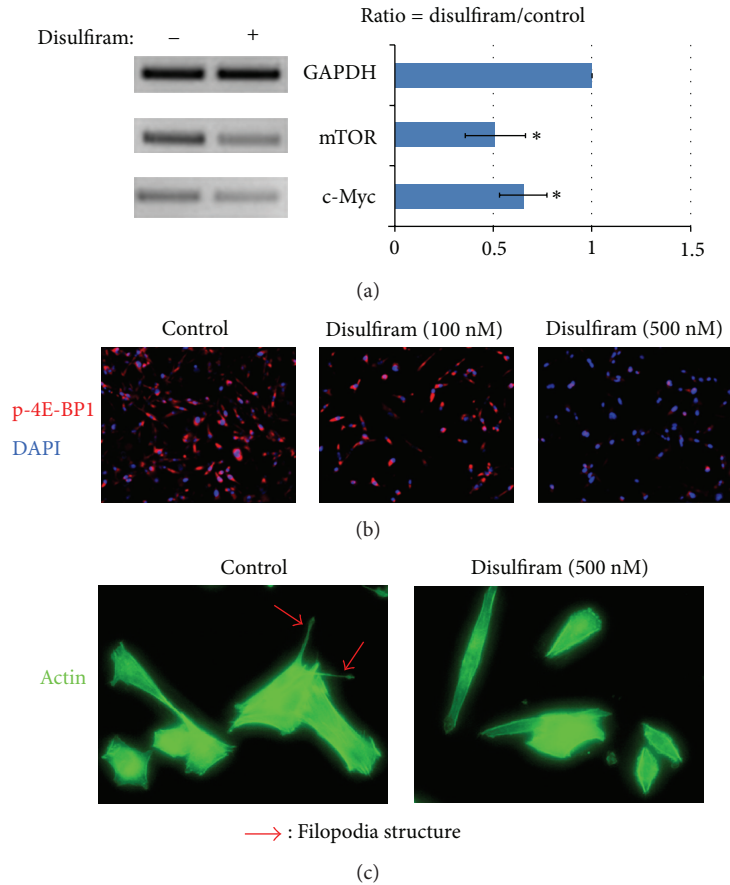 Ratio = disulfiram/control
Disulfiram: – +
GAPDH
mTOR
*
c-Myc
*
0 0.5 1 1.5
(a)
Control Disulfiram (100 nM) Disulfiram (500 nM)
p-4E-BP1
DAPI
(b)
Control Disulfiram (500 nM)
Actin
: Filopodia structure
(c)